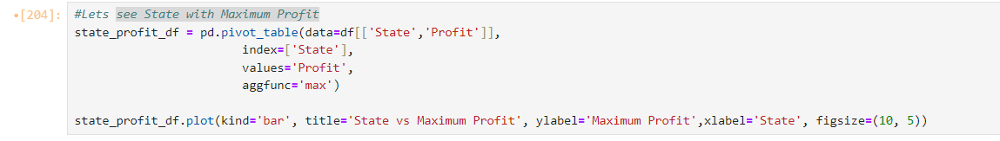 [204]: #Lets see State with Maximum Profit
state_profit_df = pd.pivot_table(data=df[['State','Profit']],
index=['State'],
values='Profit',
aggfunc='max')
state_profit_df.plot(kind='bar', title='State vs Maximum Profit', ylabel='Maximum Profit',xlabel='State', figsize=(10, 5))